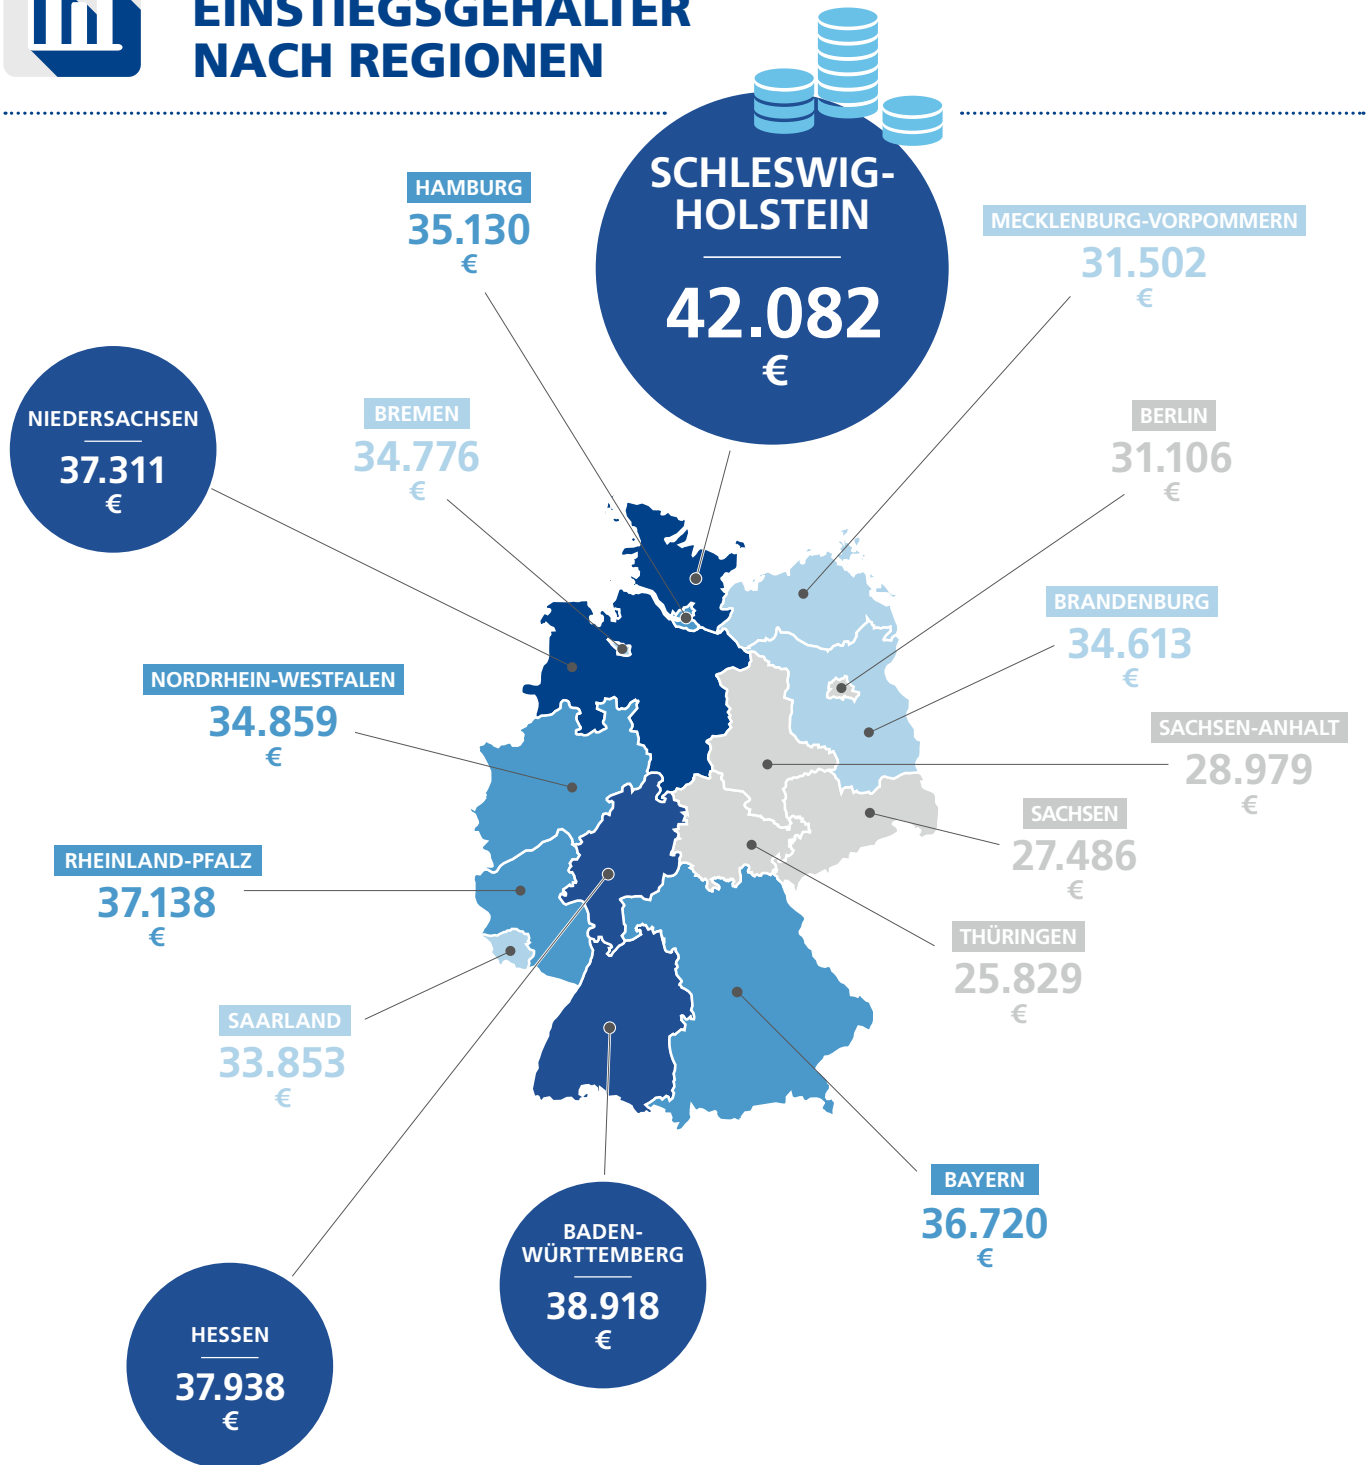 EINSTIEGSGEHÄLTER
NACH REGIONEN
SCHLESWIG-
HOLSTEIN
42.082
€
HAMBURG
35.130
€
MECKLENBURG-VORPOMMERN
31.502
€
NIEDERSACHSEN
37.311
€
BREMEN
34.776
€
BERLIN
31.106
€
BRANDENBURG
34.613
€
NORDRHEIN-WESTFALEN
34.859
€
SACHSEN-ANHALT
28.979
€
SACHSEN
27.486
€
RHEINLAND-PFALZ
37.138
€
THÜRINGEN
25.829
€
SAARLAND
33.853
€
BAYERN
36.720
€
BADEN-
WÜRTTEMBERG
38.918
€
HESSEN
37.938
€